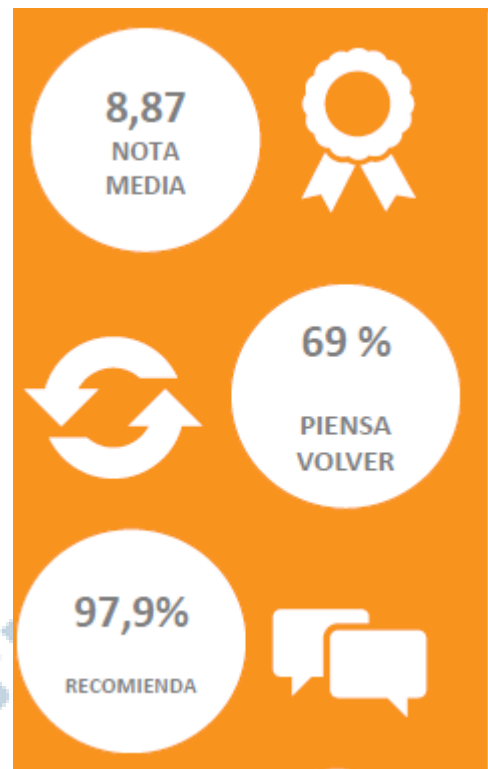 8,87
NOTA
MEDIA
69 %
PIENSA
VOLVER
97,9%
RECOMIENDA